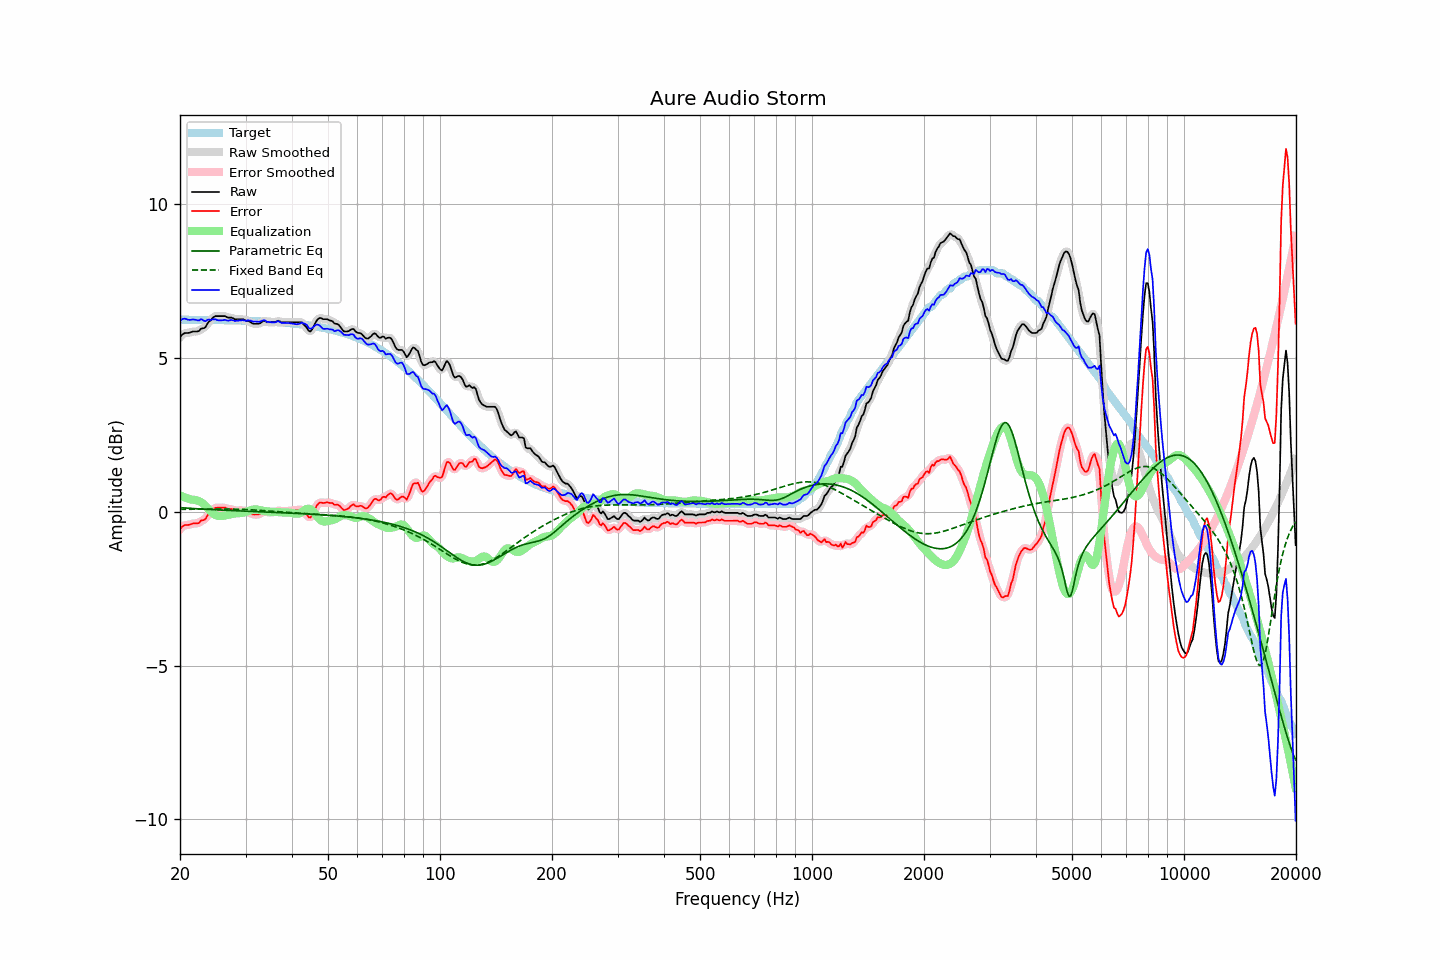 Aure Audio Storm
Target
Raw Smoothed
Error Smoothed
Raw
Error
Equalization
Parametric Eq
Fixed Band Eq
Equalized
10
5
0
−5
−10
Amplitude (dBr)
20 50 100 200 500 1000 2000 5000 10000 20000
Frequency (Hz)